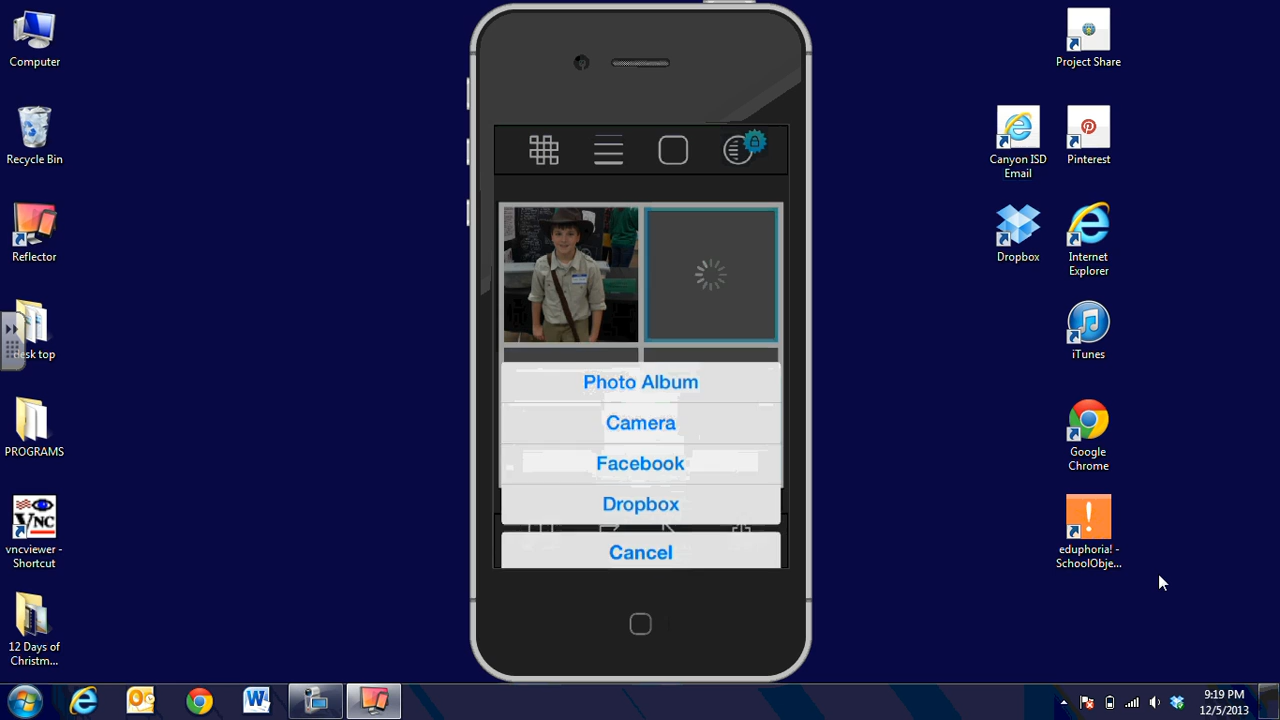 Computer
Recycle Bin
Reflector
desk top
PROGRAMS
VNC
vncviewer -
Shortcut
12 Days of
Christm...
Photo Album
Camera
Facebook
Dropbox
Cancel
Project Share
Canyon ISD
Email
Pinterest
Dropbox
Internet
Explorer
iTunes
Google
Chrome
eduphoria! -
SchoolObje...
9:19 PM
12/5/2013